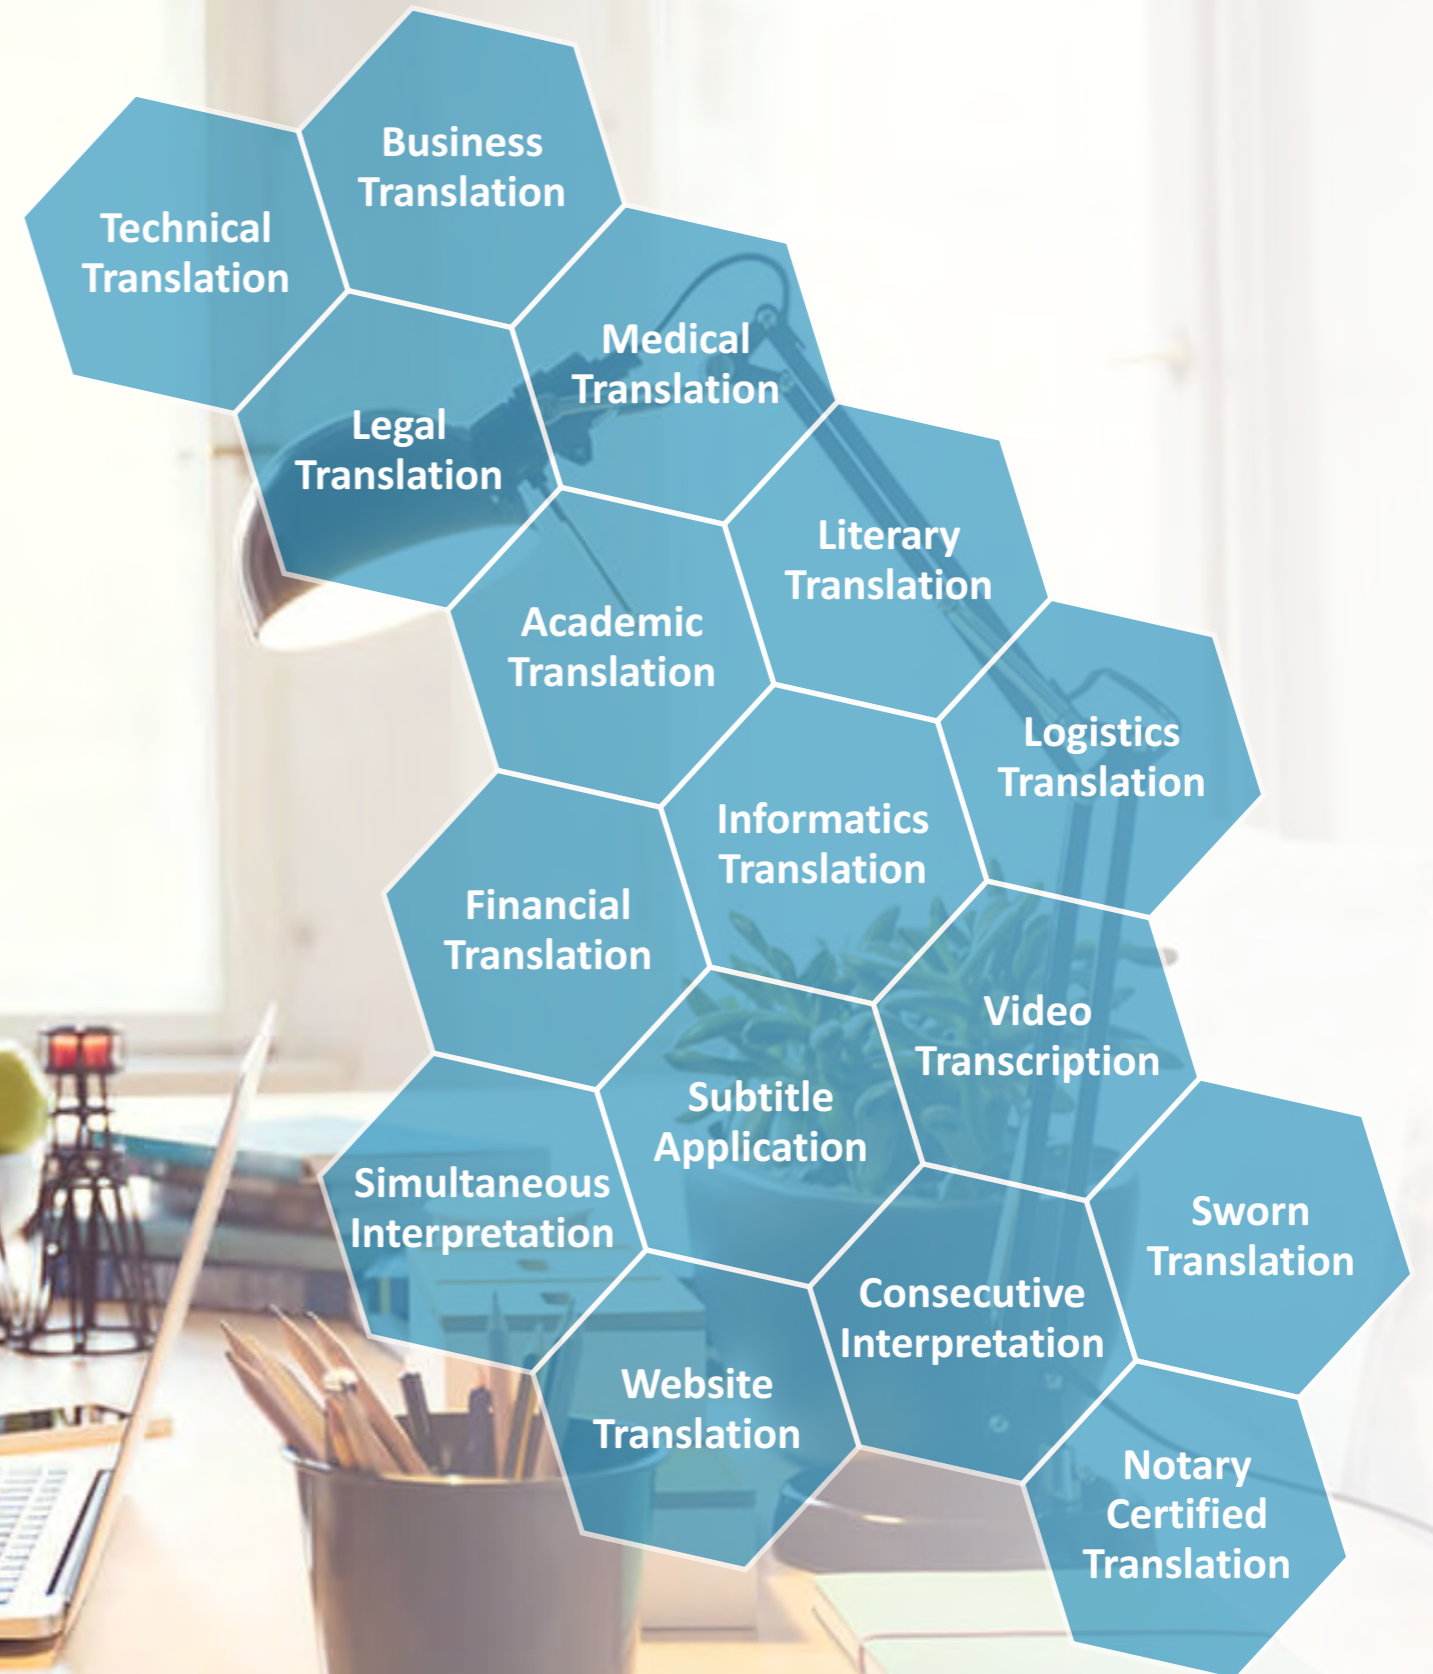 Business
Translation
Technical
Translation
Medical
Translation
Legal
Translation
Literary
Translation
Academic
Translation
Logistics
Translation
Informatics
Translation
Financial
Translation
Video
Transcription
Subtitle
Application
Simultaneous
Interpretation
Sworn
Translation
Consecutive
Interpretation
Website
Translation
Notary
Certified
Translation